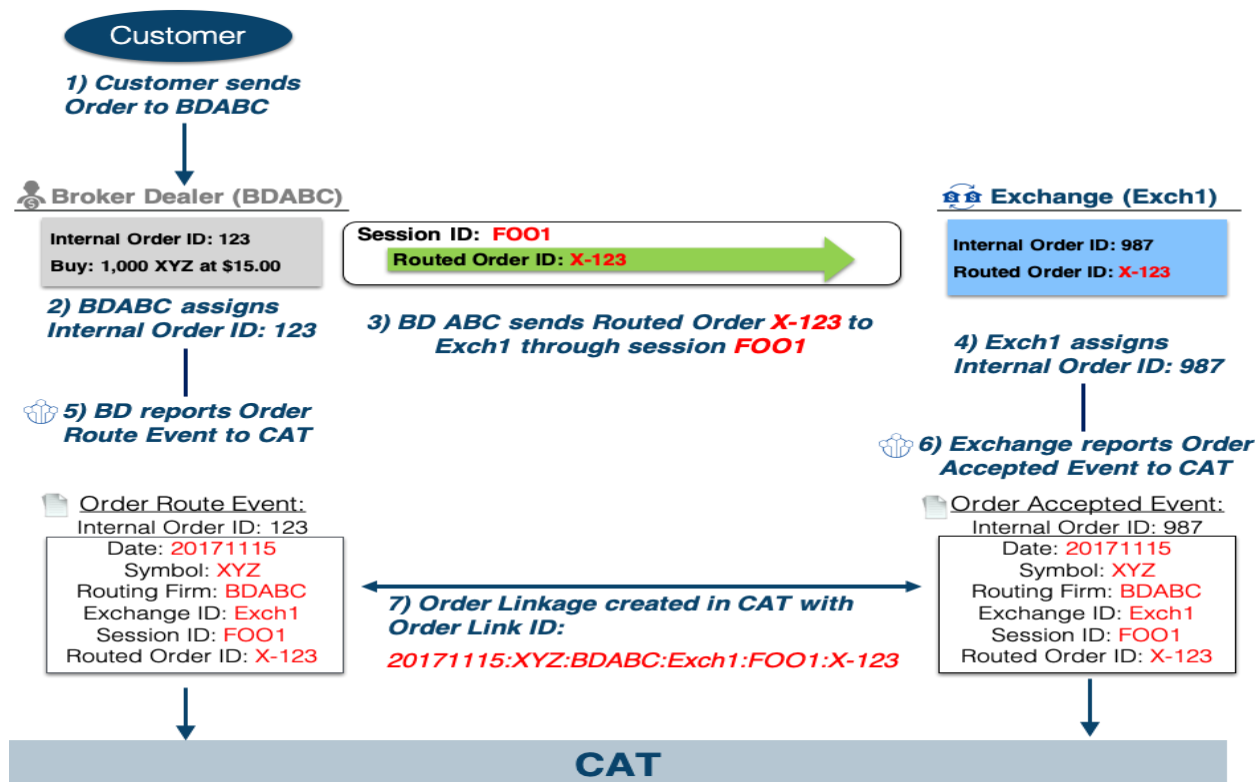 Customer
1) Customer sends
Order to BDABC
Broker Dealer (BDABC)
Internal Order ID: 123
Buy: 1,000 XYZ at $15.00
2) BDABC assigns
Internal Order ID: 123
Session ID: FOO1
Routed Order ID: X-123
3) BD ABC sends Routed Order X-123 to
Exch1 through session FOO1
Exchange (Exch1)
Internal Order ID: 987
Routed Order ID: X-123
4) Exch1 assigns
Internal Order ID: 987
5) BD reports Order
Route Event to CAT
6) Exchange reports Order
Accepted Event to CAT
Order Route Event:
Internal Order ID: 123
Date: 20171115
Symbol: XYZ
Routing Firm: BDABC
Exchange ID: Exch1
Session ID: FOO1
Routed Order ID: X-123
7) Order Linkage created in CAT with
Order Link ID:
20171115:XYZ:BDABC:Exch1:FOO1:X-123
Order Accepted Event:
Internal Order ID: 987
Date: 20171115
Symbol: XYZ
Routing Firm: BDABC
Exchange ID: Exch1
Session ID: FOO1
Routed Order ID: X-123
CAT